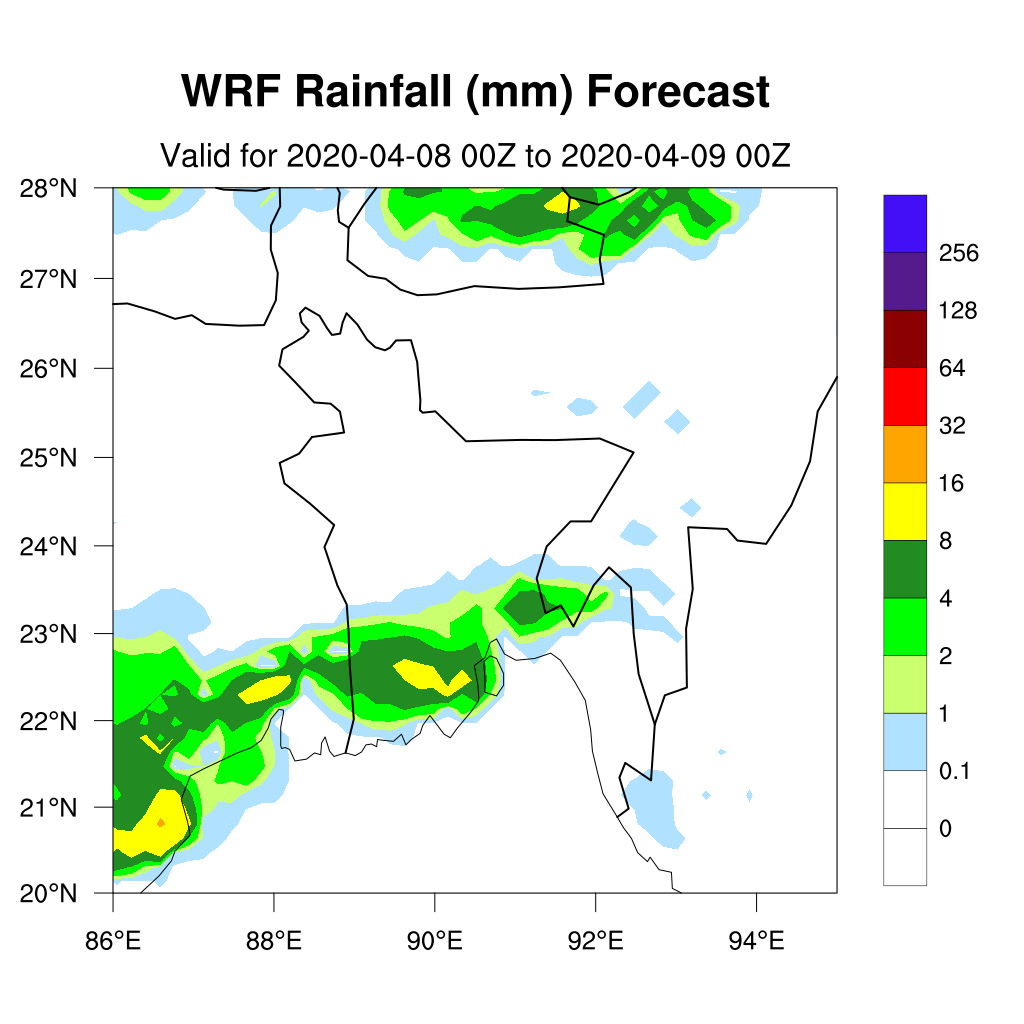 WRF Rainfall (mm) Forecast
Valid for 2020-04-08 00Z to 2020-04-09 00Z
28°N
27°N
26°N
25°N
24°N
23°N
22°N
21°N
20°N
86°E 88°E 90°E 92°E 94°E
256
128
64
32
16
8
4
2
1
0.1
0